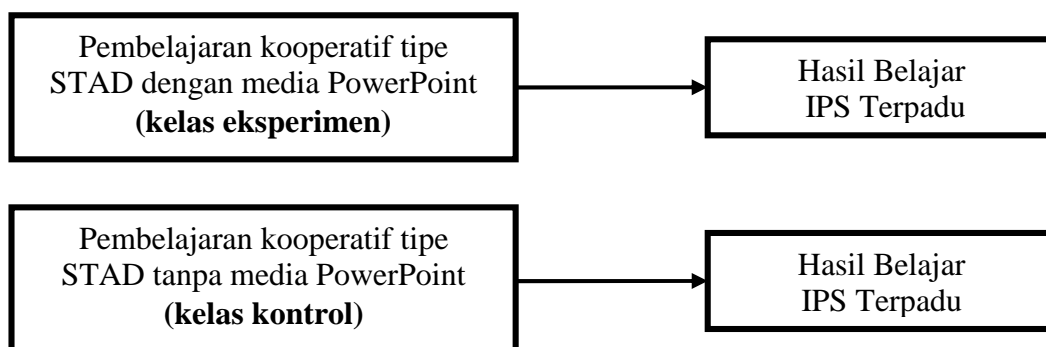 Pembelajaran kooperatif tipe
STAD dengan media PowerPoint
(kelas eksperimen)
Hasil Belajar
IPS Terpadu
Pembelajaran kooperatif tipe
STAD tanpa media PowerPoint
(kelas kontrol)
Hasil Belajar
IPS Terpadu